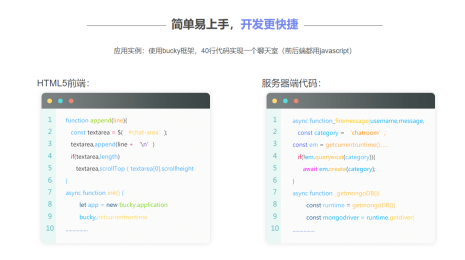 简单易上手，开发更快捷
应用实例：使用bucky框架，40行代码实现一个聊天室（前后端都用javascript）
HTML5前端：
1 function append(line){
2 const textarea = $( '#chat-area' );
3 textarea.append(line + '\n' )
4 if(textarea.length)
5 textarea.scrollTop ( textarea[0].scrollheight
6 }
7 async function init() {
8 let app = new bucky.application
9 bucky.
10 ----------
服务器端代码：
1 async function_firemessage(username,message,
2 const category = 'chatroom' ;
3 const em = getcurrentruntime()....
4 if(!em.queryexist(category)){
5 await em.create(category);
6 }
7 async function _getmongoDB(){
8 const runtime = getmongoDB()
9 const mongodriver = runtime.getdriver(
10 ----------